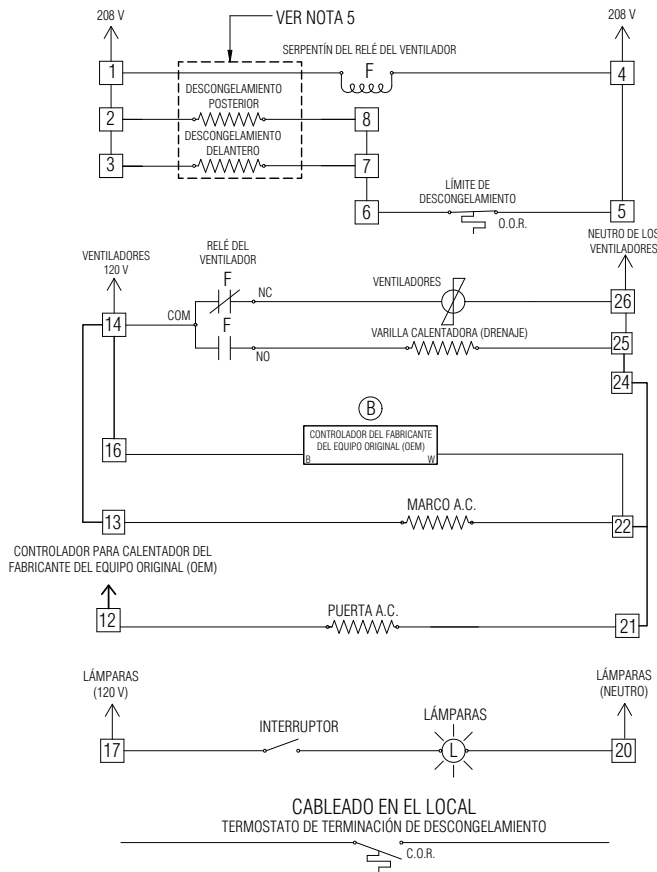 208 V
VER NOTA 5
208 V
SERPENTÍN DEL RELÉ DEL VENTILADOR
1
F
4
DESCONGELAMIENTO
POSTERIOR
2
8
DESCONGELAMIENTO
DELANTERO
3
7
LÍMITE DE
DESCONGELAMIENTO
6
O.O.R.
5
NEUTRO DE LOS
VENTILADORES
VENTILADORES
120 V
RELÉ DEL
VENTILADOR
F
NC
VENTILADORES
26
14
COM
F
NO
VARILLA CALENTADORA (DRENAJE)
25
24
B
16
CONTROLADOR DEL FABRICANTE
DEL EQUIPO ORIGINAL (OEM)
B
W
13
MARCO A.C.
22
CONTROLADOR PARA CALENTADOR DEL
FABRICANTE DEL EQUIPO ORIGINAL (OEM)
12
PUERTA A.C.
21
LÁMPARAS
(120 V)
LÁMPARAS
(NEUTRO)
17
INTERRUPTOR
LÁMPARAS
L
20
CABLEADO EN EL LOCAL
TERMOSTATO DE TERMINACIÓN DE DESCONGELAMIENTO
C.O.R.